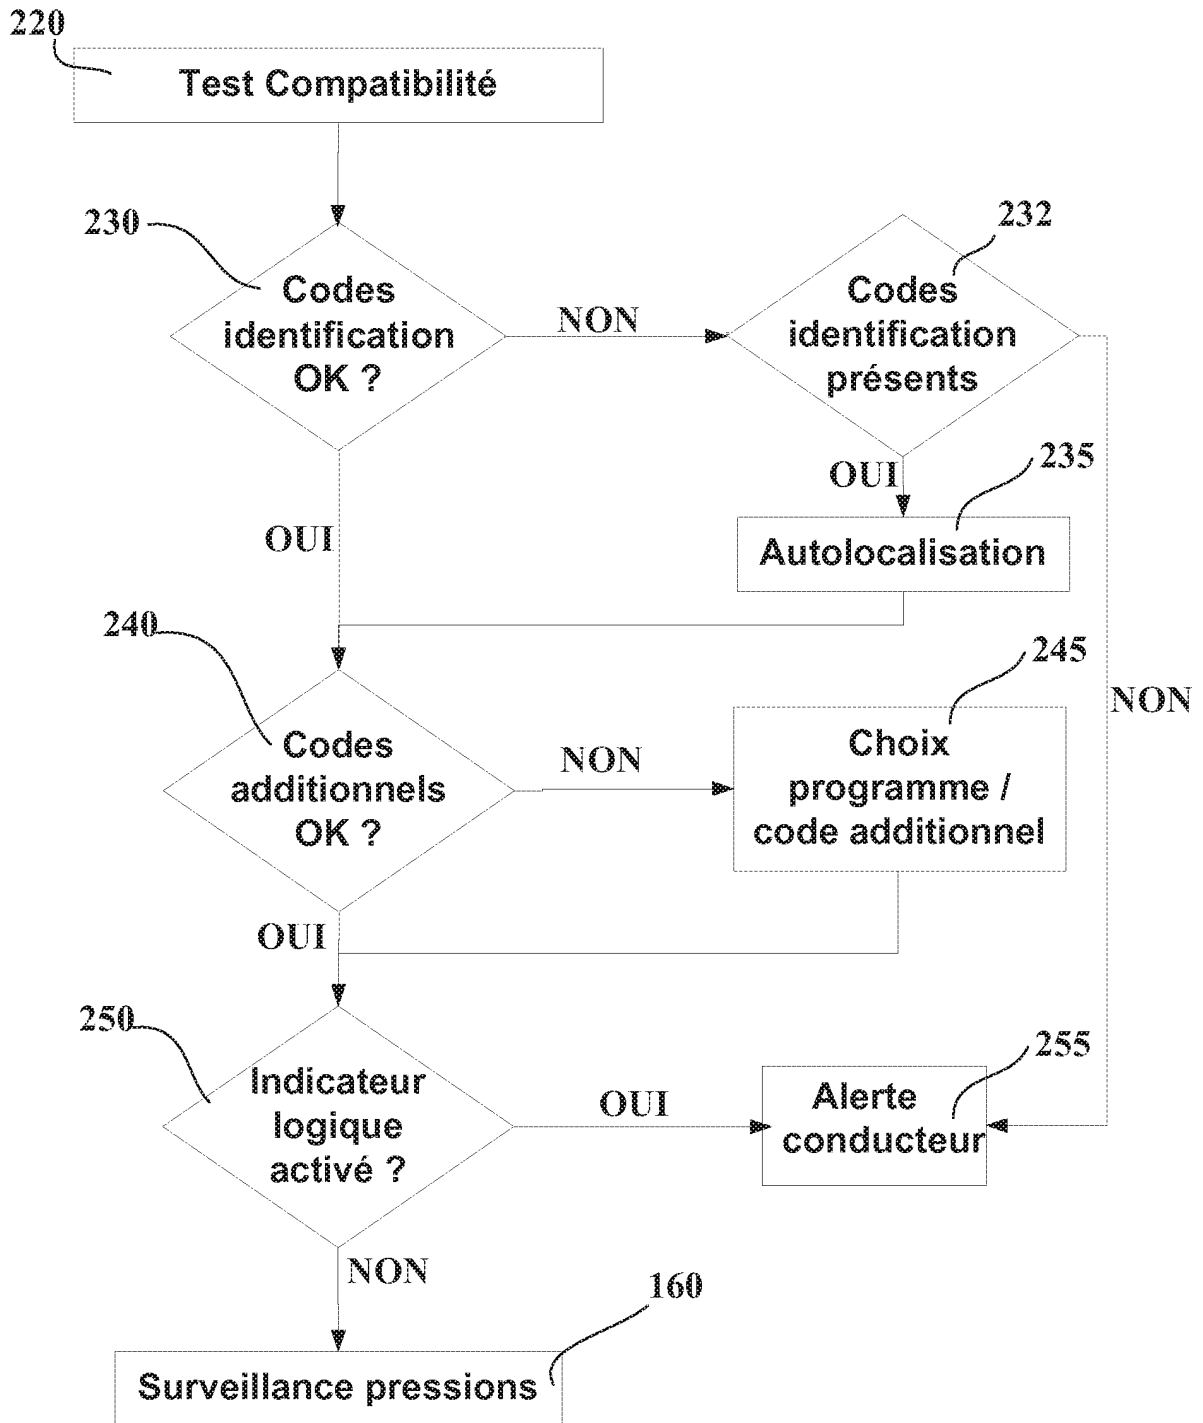 220
Test Compatibilité
230
Codes
identification
OK ?
NON
232
Codes
identification
présents
OUI
235
Autolocalisation
OUI
240
Codes
additionnels
OK ?
NON
245
Choix
programme /
code additionnel
NON
OUI
250
Indicateur
logique
activé ?
OUI
255
Alerte
conducteur
NON
160
Surveillance pressions